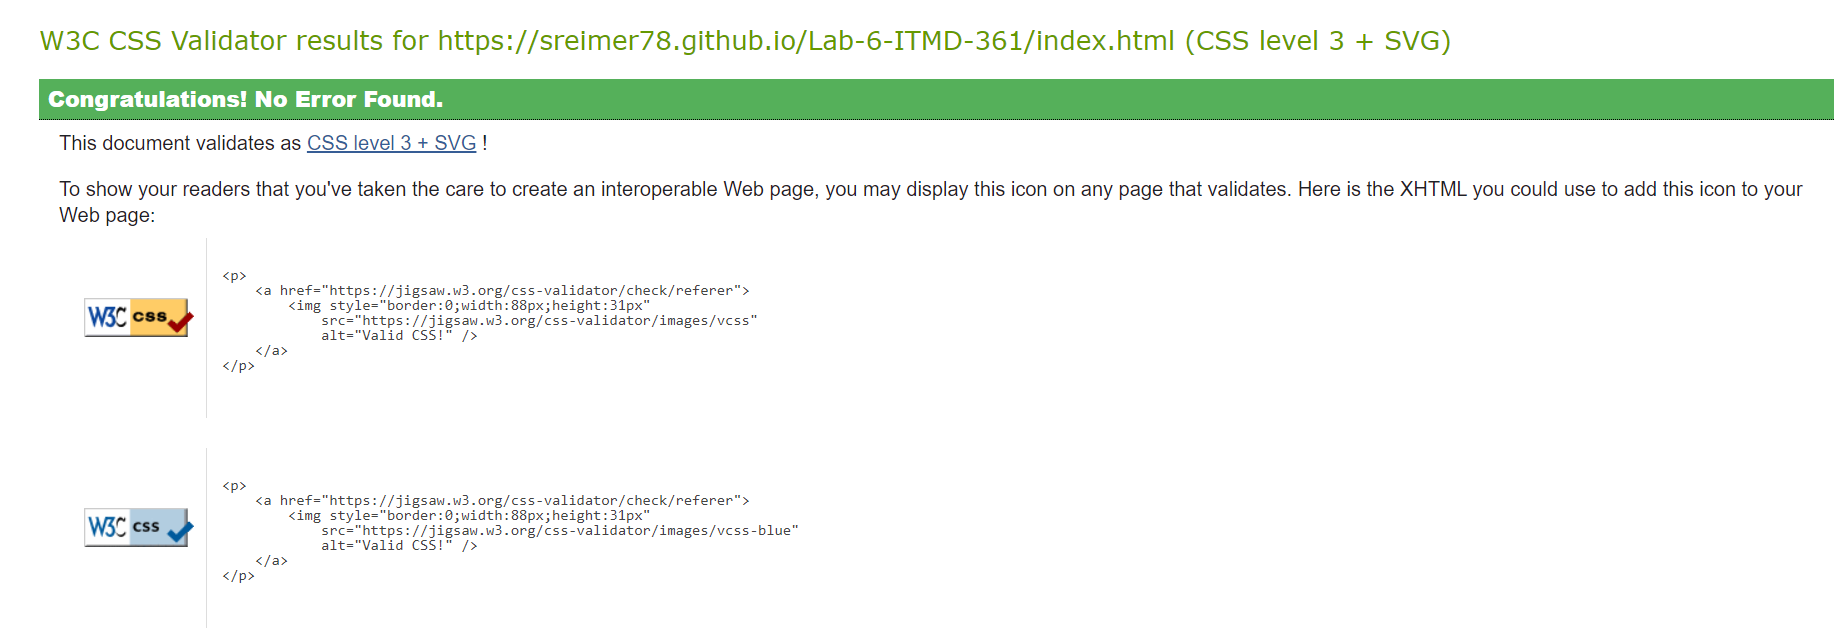 W3C CSS Validator results for https://sreimer78.github.io/Lab-6-ITMD-361/index.html (CSS level 3 + SVG)
Congratulations! No Error Found.
This document validates as CSS level 3 + SVG !
To show your readers that you've taken the care to create an interoperable Web page, you may display this icon on any page that validates. Here is the XHTML you could use to add this icon to your
Web page:
W3C css
<p>
    <a href="https://jigsaw.w3.org/css-validator/check/referer">
        <img style="border:0;width:88px;height:31px"
            src="https://jigsaw.w3.org/css-validator/images/vcss"
            alt="Valid CSS!" />
    </a>
</p>
W3C css
<p>
    <a href="https://jigsaw.w3.org/css-validator/check/referer">
        <img style="border:0;width:88px;height:31px"
            src="https://jigsaw.w3.org/css-validator/images/vcss-blue"
            alt="Valid CSS!" />
    </a>
</p>